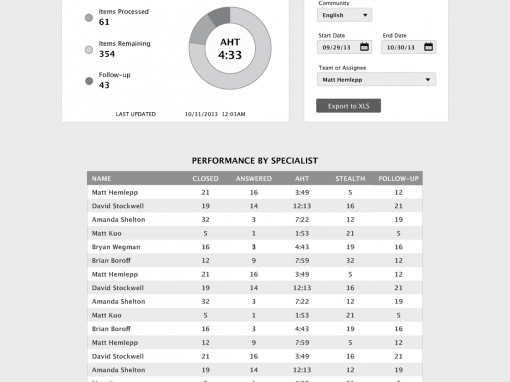 Items Processed
61
Items Remaining
354
Follow-up
43
AHT
4:33
LAST UPDATED 10/31/2013 12:01AM
Community
English
Start Date End Date
09/29/13 10/30/13
Team or Assignee
Matt Hemlepp
Export to XLS
PERFORMANCE BY SPECIALIST
NAME CLOSED ANSWERED AHT STEALTH FOLLOW-UP
Matt Hemlepp 21 16 3:49 5 12
David Stockwell 19 14 12:13 16 21
Amanda Shelton 32 3 7:22 12 19
Matt Kuo 5 1 1:53 21 5
Bryan Wegman 16 3 4:43 19 16
Brian Boroff 12 9 7:59 32 12
Matt Hemlepp 21 16 3:49 5 12
David Stockwell 19 14 12:13 16 21
Amanda Shelton 32 3 7:22 12 19
Matt Kuo 5 1 1:53 21 5
Brian Boroff 16 3 4:43 19 16
Matt Hemlepp 12 9 7:59 5 12
David Stockwell 21 16 3:49 16 21
Amanda Shelton 19 14 12:13 12 19